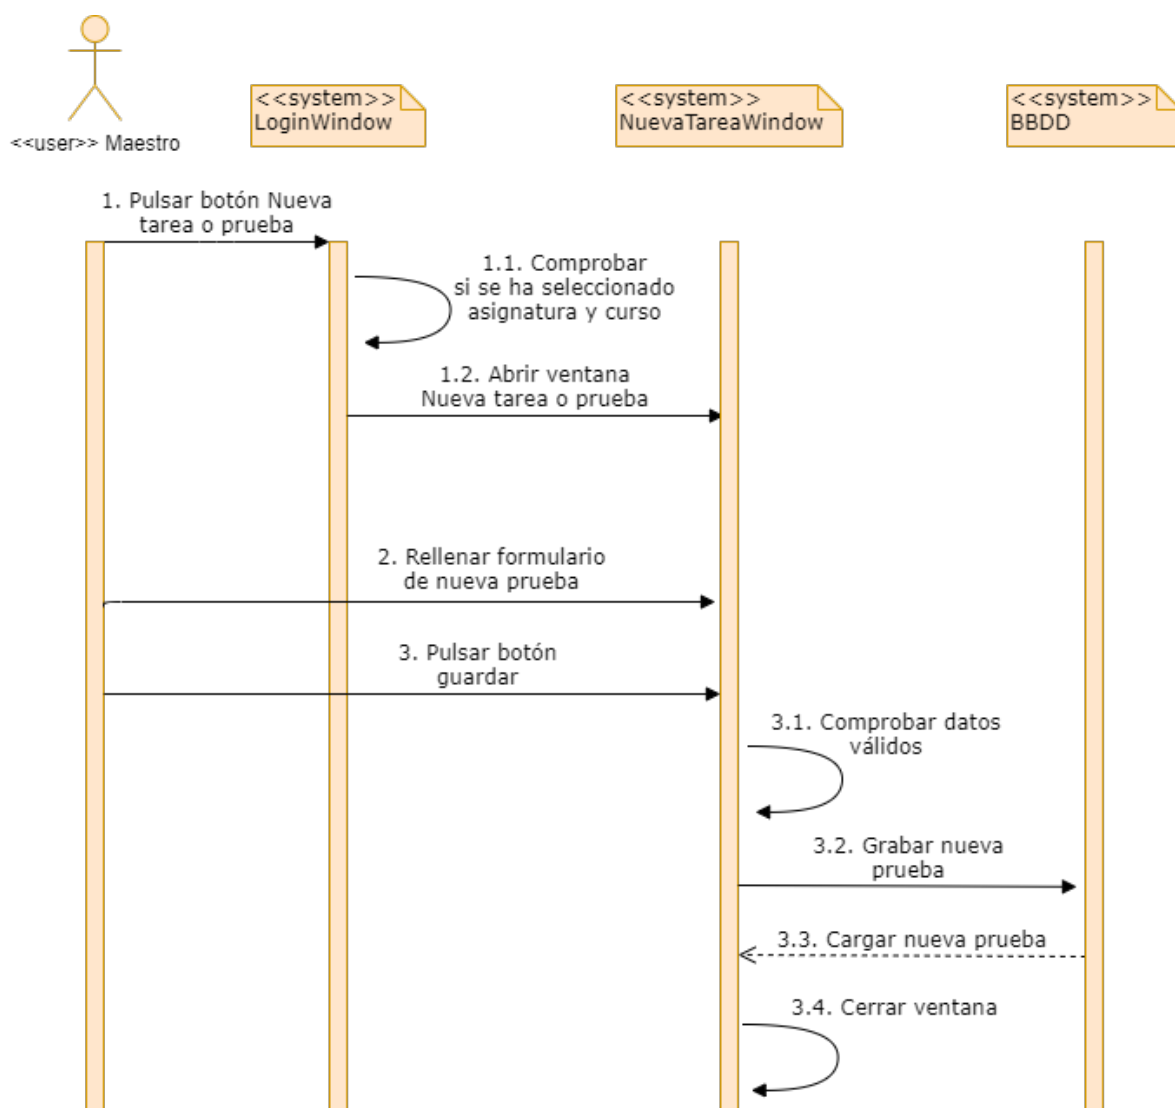 <<user>> Maestro
<<system>>
LoginWindow
<<system>>
NuevaTareaWindow
<<system>>
BBDD
1. Pulsar botón Nueva
tarea o prueba
1.1. Comprobar
si se ha seleccionado
asignatura y curso
1.2. Abrir ventana
Nueva tarea o prueba
2. Rellenar formulario
de nueva prueba
3. Pulsar botón
guardar
3.1. Comprobar datos
válidos
3.2. Grabar nueva
prueba
3.3. Cargar nueva prueba
3.4. Cerrar ventana